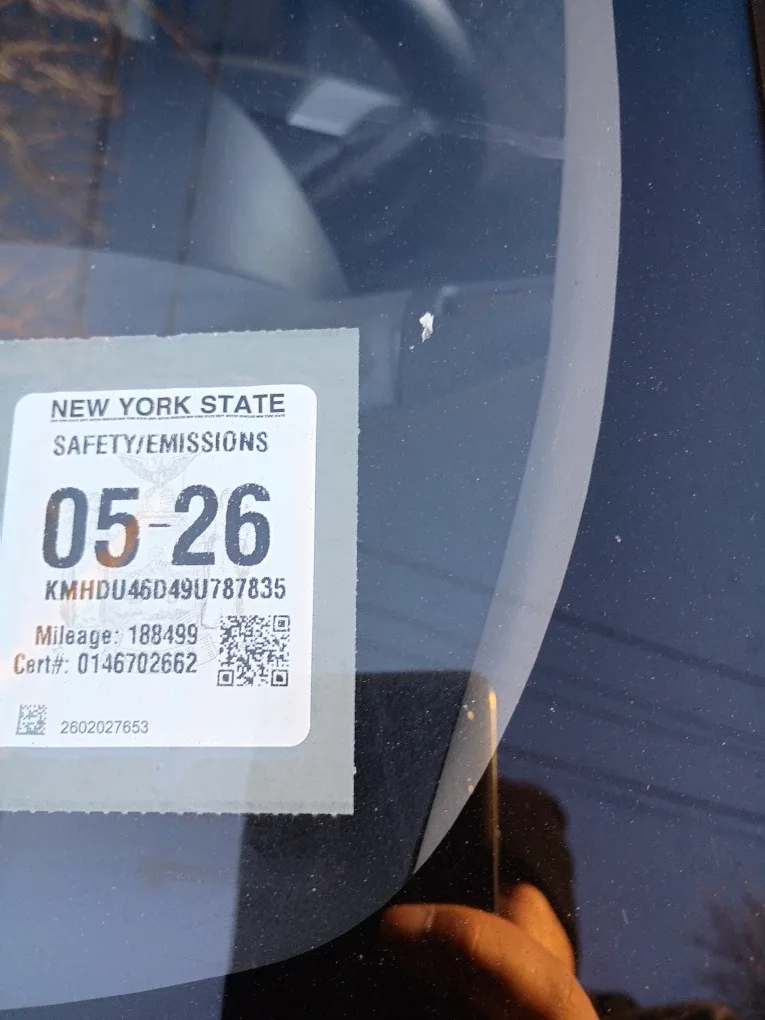 NEW YORK STATE
SAFETY/EMISSIONS
05-26
KMHDU46D49U787835
Mileage: 188499
Cert#: 0146702662
2602027653